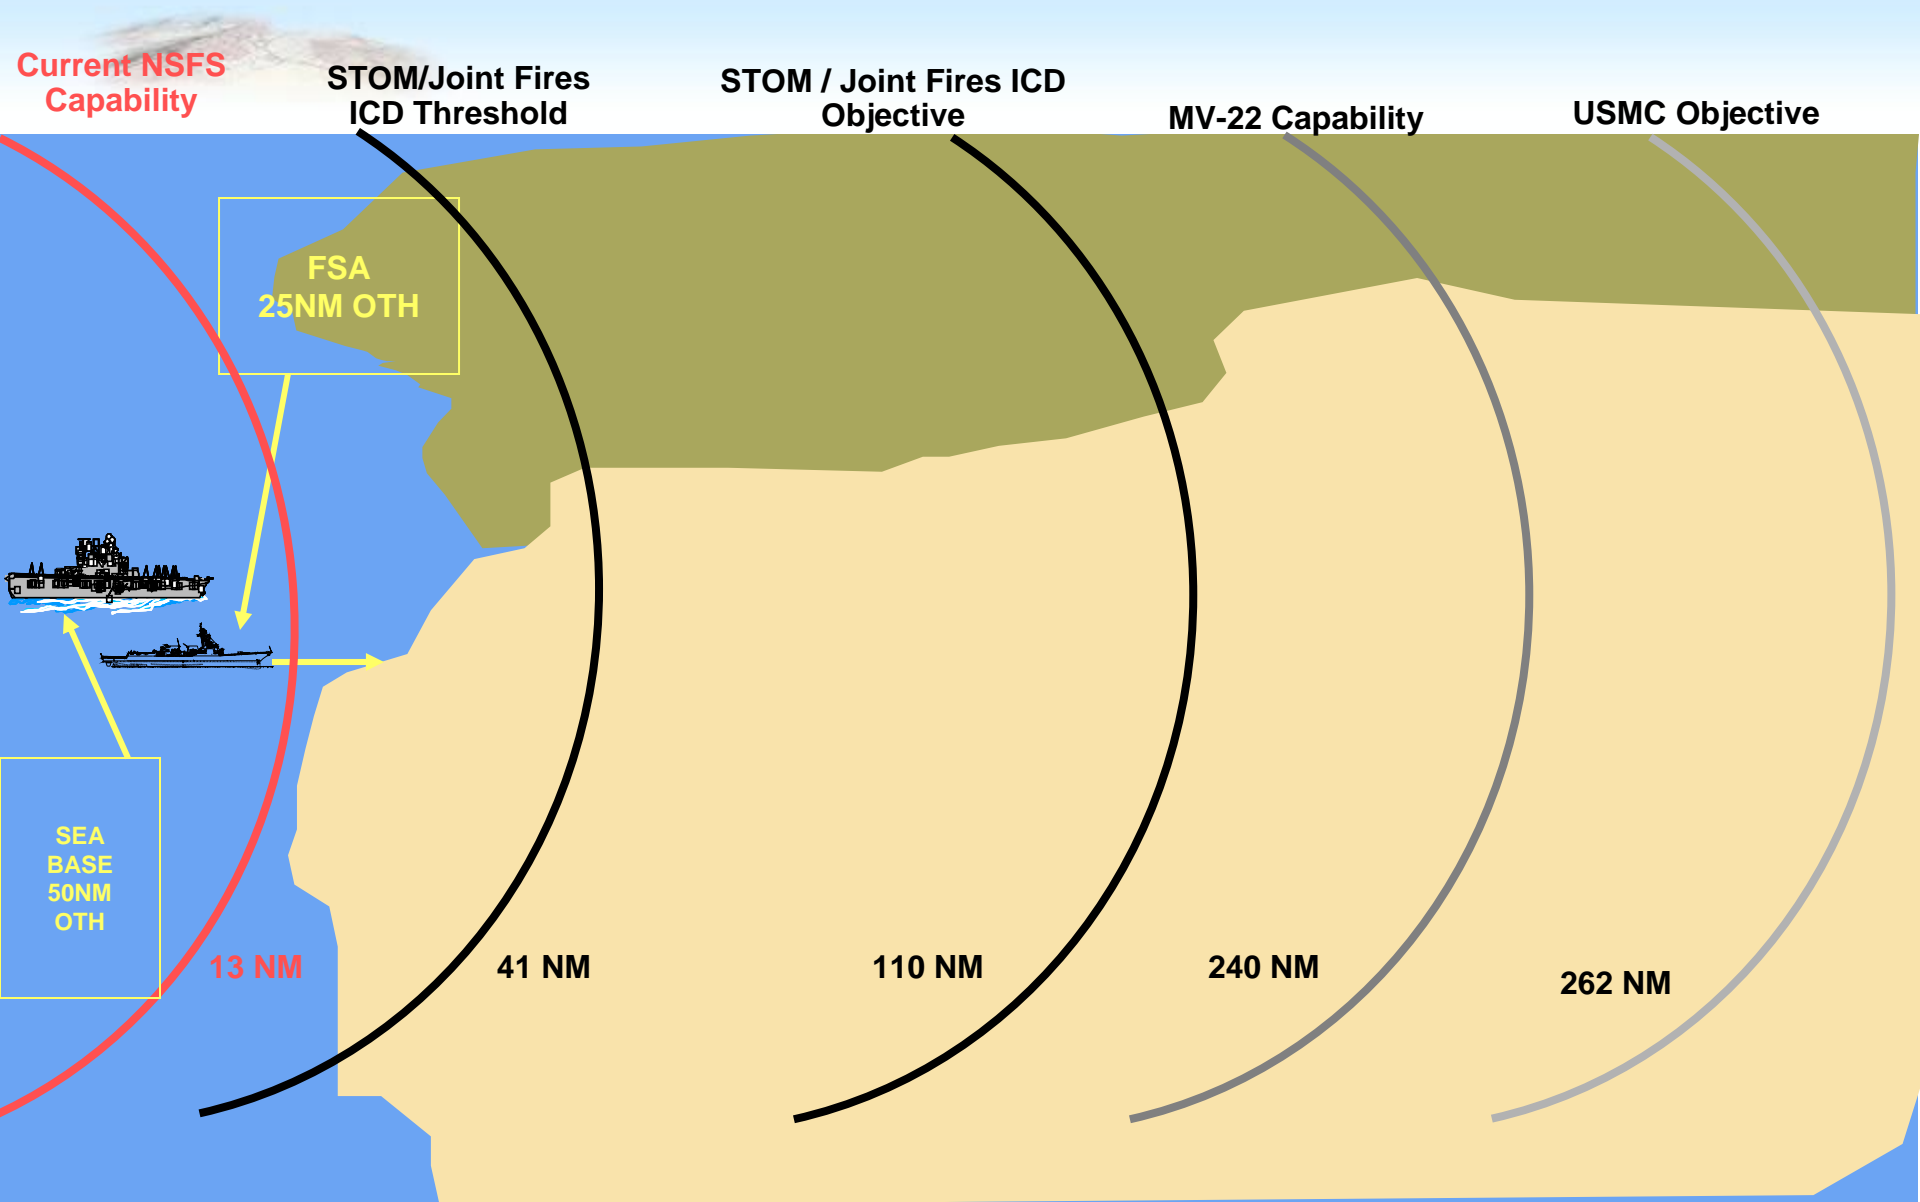 Current NSFS
Capability
STOM/Joint Fires
ICD Threshold
STOM / Joint Fires ICD
Objective
MV-22 Capability
USMC Objective
FSA
25NM OTH
SEA
BASE
50NM
OTH
13 NM
41 NM
110 NM
240 NM
262 NM